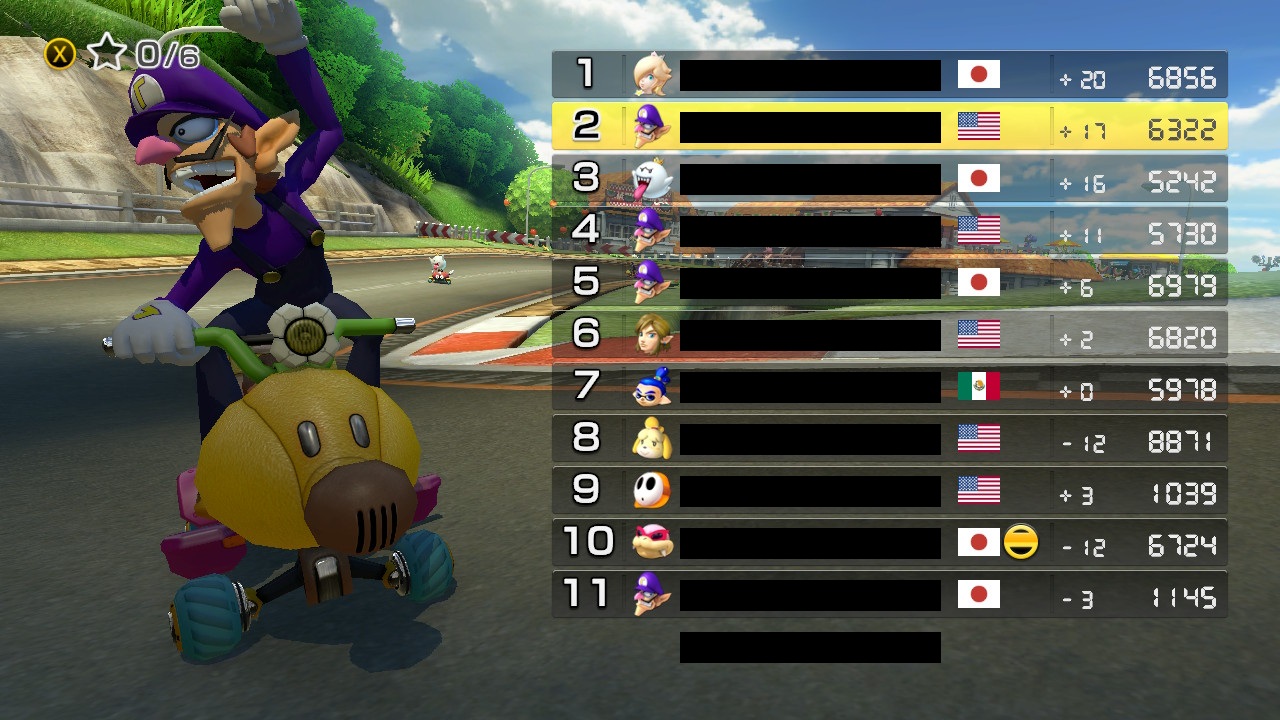 X 0/6
1 + 20 6856
2 + 17 6322
3 + 16 5242
4 + 11 5730
5 + 6 6979
6 + 2 6820
7 + 0 5978
8 - 12 8871
9 + 3 1039
10 - 12 6724
11 - 3 1145